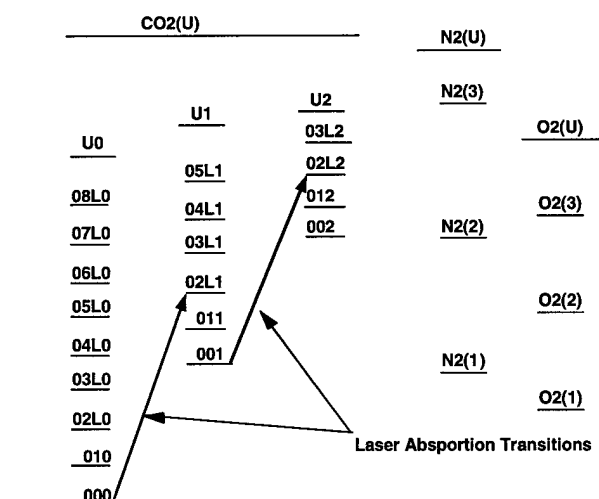 CO2(U)
N2(U)
N2(3)
U2
U1
O2(U)
03L2
U0
02L2
05L1
08L0
012
O2(3)
04L1
07L0
002
N2(2)
03L1
06L0
02L1
05L0
O2(2)
011
04L0
001
N2(1)
03L0
O2(1)
02L0
Laser Absportion Transitions
010
000